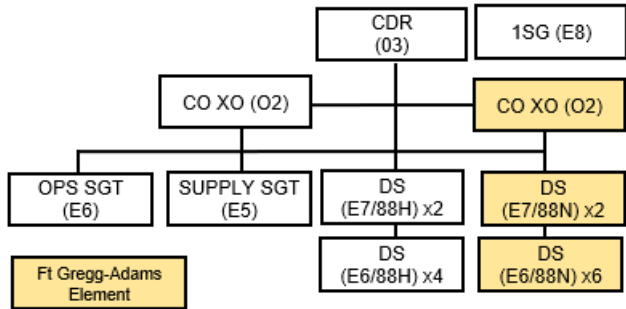 CDR
(03)
1SG (E8)
CO XO (O2)
CO XO (O2)
OPS SGT
(E6)
SUPPLY SGT
(E5)
DS
(E7/88H) x2
DS
(E7/88N) x2
DS
(E6/88H) x4
DS
(E6/88N) x6
Ft Gregg-Adams
Element